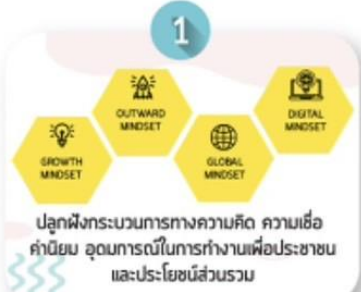 1
OUTWARD
MINDSET
DIGITAL
MINDSET
GROWTH
MINDSET
GLOBAL
MINDSET
ปลูกฝังกระบวนการทางความคิด ความเชื่อ
ค่านิยม อุดมการณ์ในการทำงานเพื่อประชาชน
และประโยชน์ส่วนรวม